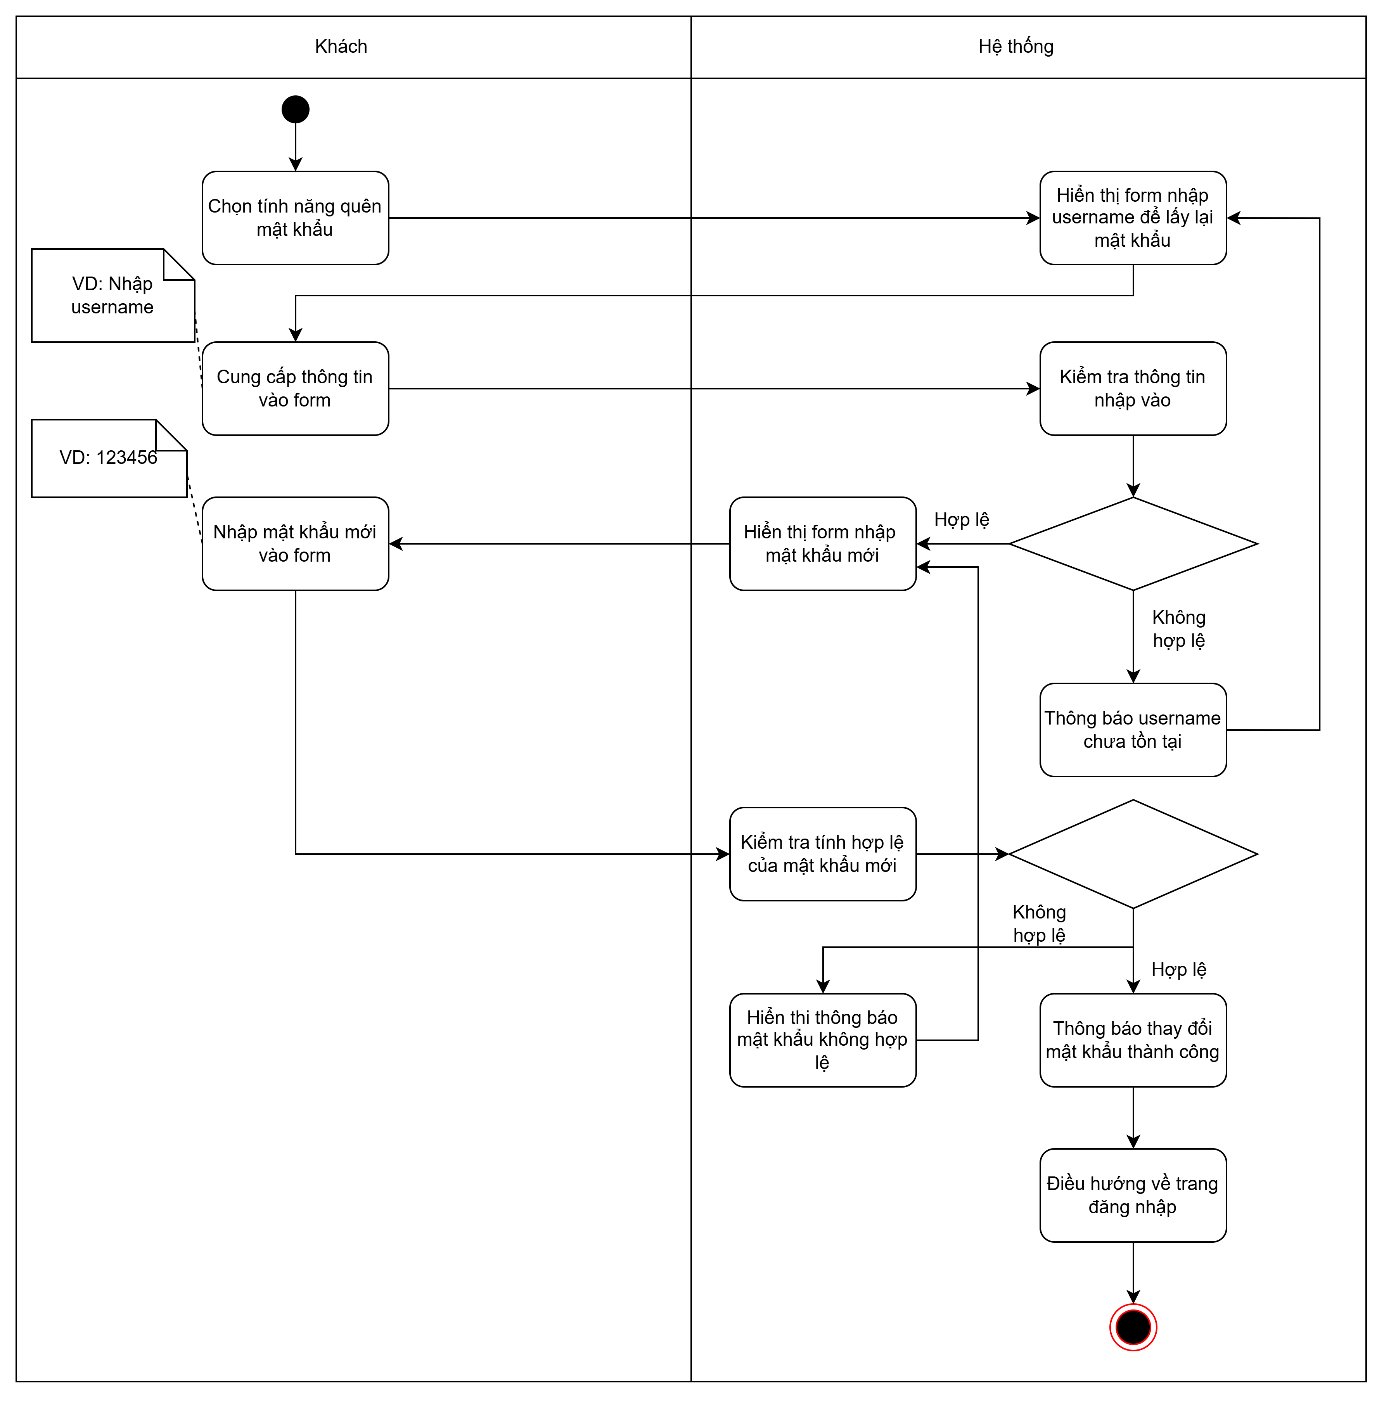 Khách
Hệ thống
Chọn tính năng quên
mật khẩu
Hiển thị form nhập
username để lấy lại
mật khẩu
VD: Nhập
username
Cung cấp thông tin
vào form
Kiểm tra thông tin
nhập vào
VD: 123456
Nhập mật khẩu mới
vào form
Hiển thị form nhập
mật khẩu mới
Hợp lệ
Không
hợp lệ
Thông báo username
chưa tồn tại
Kiểm tra tính hợp lệ
của mật khẩu mới
Không
hợp lệ
Hợp lệ
Hiển thi thông báo
mật khẩu không hợp
lệ
Thông báo thay đổi
mật khẩu thành công
Điều hướng về trang
đăng nhập